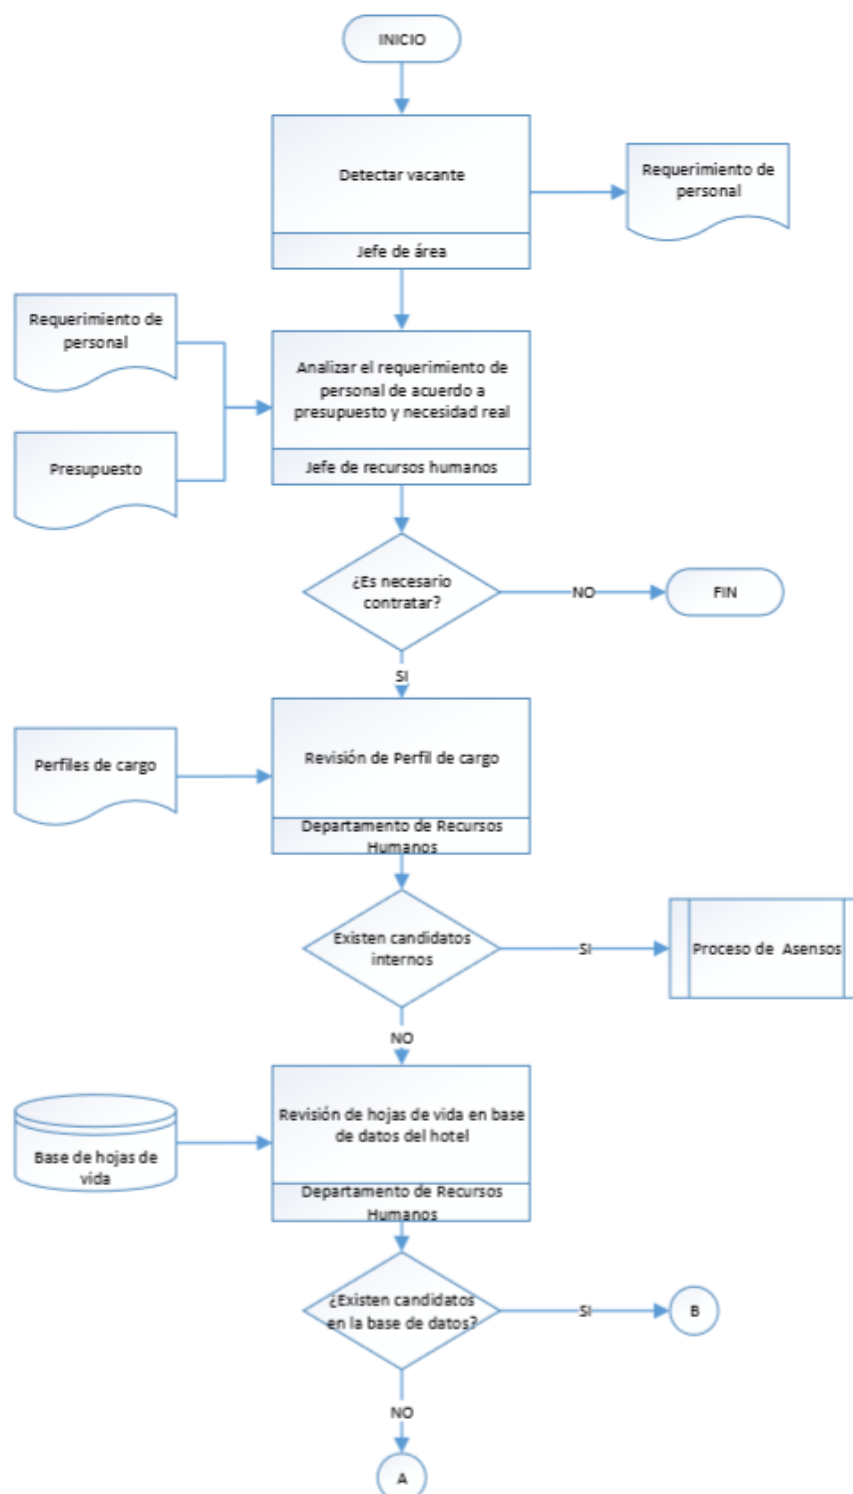 INICIO
Detectar vacante
Jefe de área
Requerimiento de
personal
Requerimiento de
personal
Presupuesto
Analizar el requerimiento de
personal de acuerdo a
presupuesto y necesidad real
Jefe de recursos humanos
¿Es necesario
contratar?
NO
FIN
SI
Perfiles de cargo
Revisión de Perfil de cargo
Departamento de Recursos
Humanos
Existen candidatos
internos
SI
Proceso de Asensos
NO
Base de hojas de
vida
Revisión de hojas de vida en base
de datos del hotel
Departamento de Recursos
Humanos
¿Existen candidatos
en la base de datos?
SI
B
NO
A